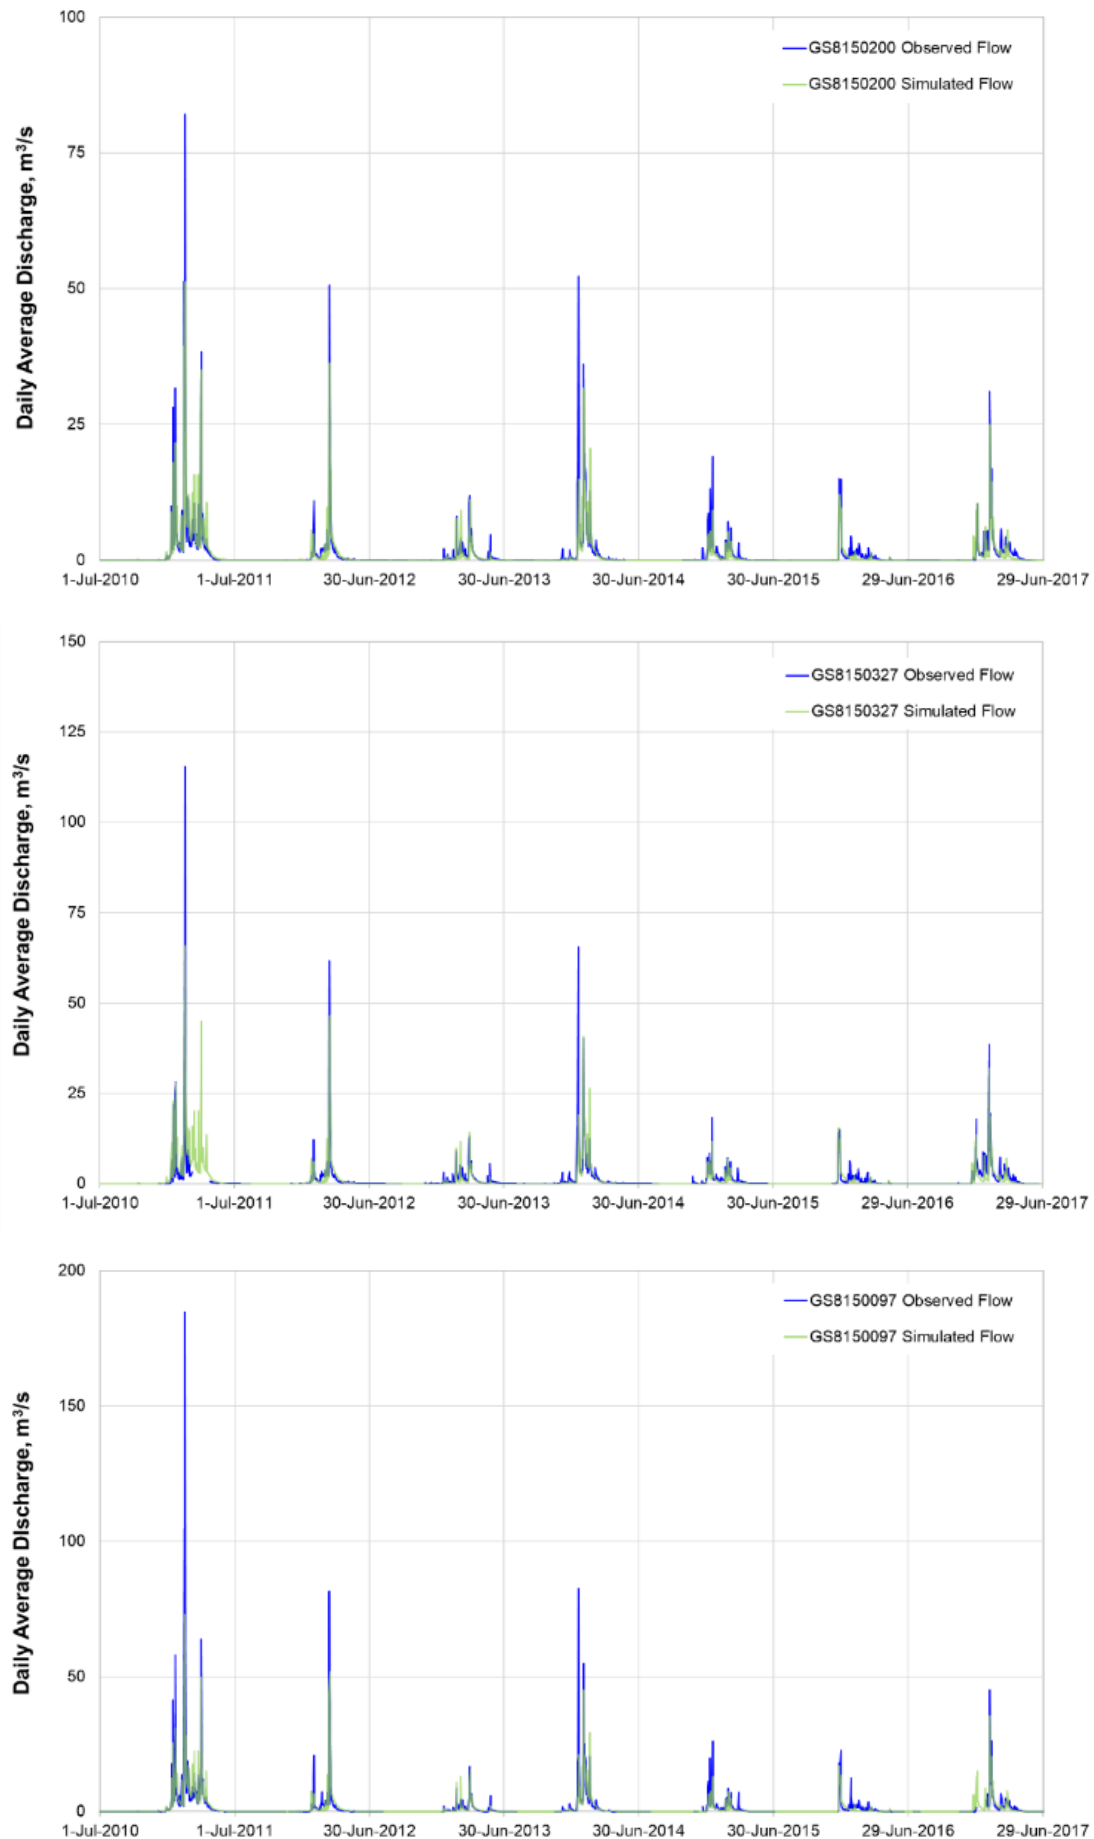 100
GS8150200 Observed Flow
GS8150200 Simulated Flow
75
50
25
0
Daily Average Discharge, m³/s
1-Jul-2010 1-Jul-2011 30-Jun-2012 30-Jun-2013 30-Jun-2014 30-Jun-2015 29-Jun-2016 29-Jun-2017
150
GS8150327 Observed Flow
GS8150327 Simulated Flow
125
100
75
50
25
0
Daily Average Discharge, m³/s
1-Jul-2010 1-Jul-2011 30-Jun-2012 30-Jun-2013 30-Jun-2014 30-Jun-2015 29-Jun-2016 29-Jun-2017
200
GS8150097 Observed Flow
GS8150097 Simulated Flow
150
100
50
0
Daily Average DIscharge, m³/s
1-Jul-2010 1-Jul-2011 30-Jun-2012 30-Jun-2013 30-Jun-2014 30-Jun-2015 29-Jun-2016 29-Jun-2017